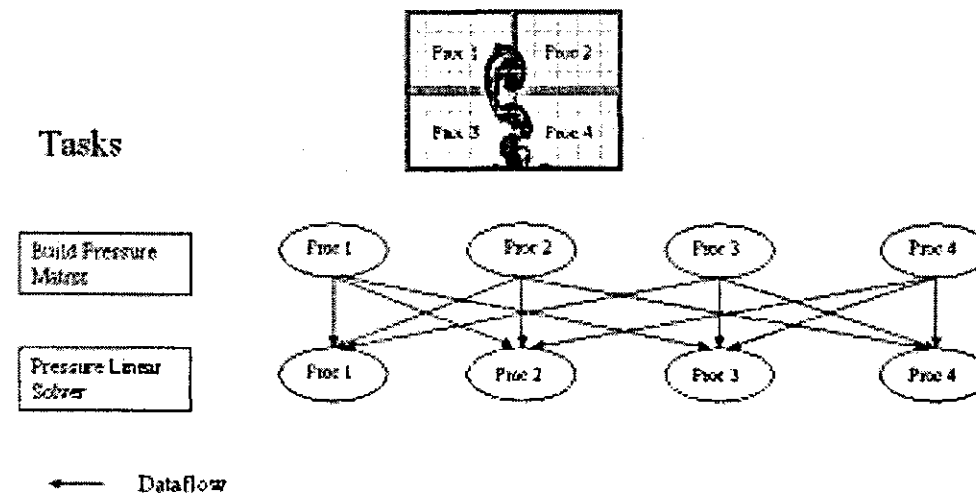 Proc 1 Proc 2
Proc 3 Proc 4
Tasks
Build Pressure
Matrix
Proc 1 Proc 2 Proc 3 Proc 4
Pressure Linear
Solver
Proc 1 Proc 2 Proc 3 Proc 4
Dataflow